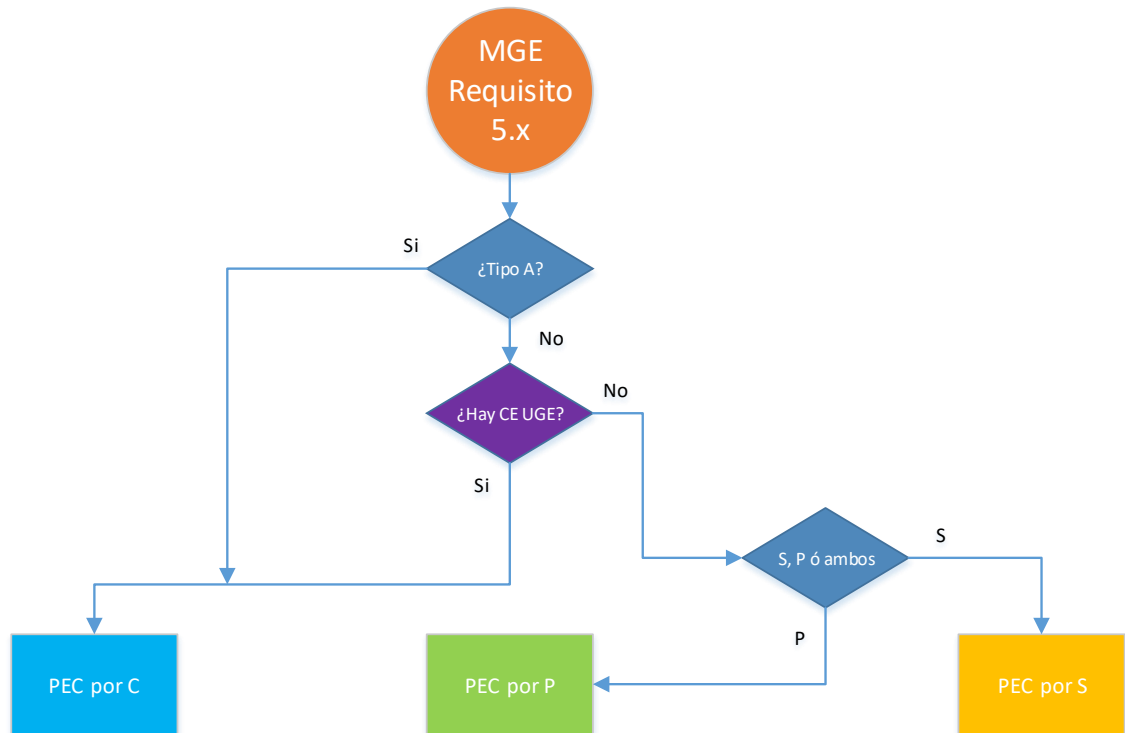 MGE
Requisito
5.x
Si
¿Tipo A?
No
¿Hay CE UGE?
No
Si
S, P ó ambos
S
P
PEC por C
PEC por P
PEC por S